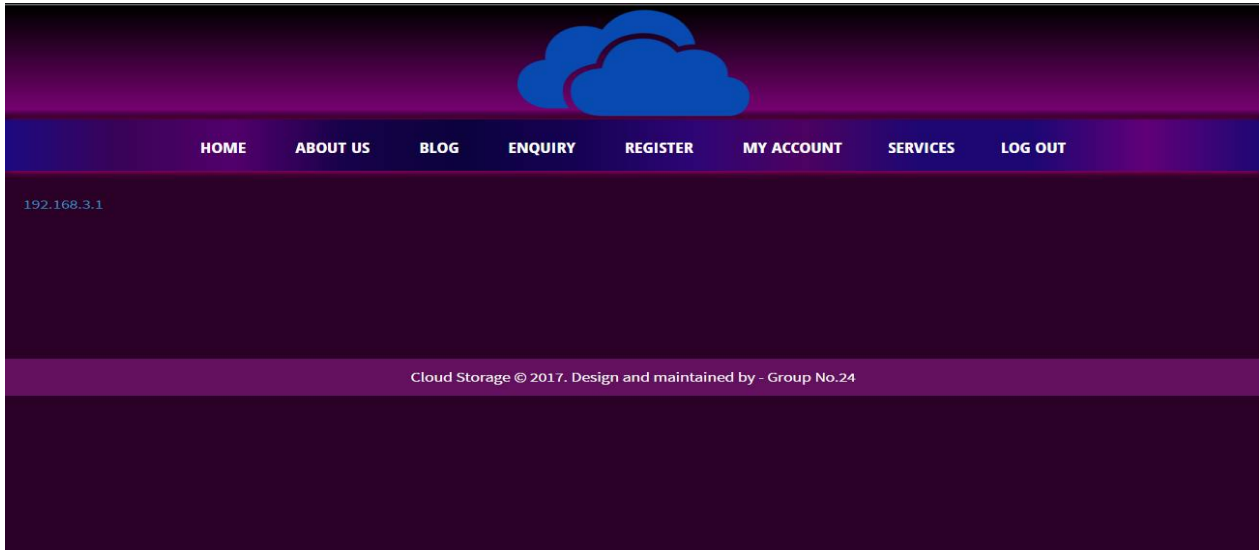 HOME ABOUT US BLOG ENQUIRY REGISTER MY ACCOUNT SERVICES LOG OUT
192.168.3.1
Cloud Storage © 2017. Design and maintained by - Group No.24